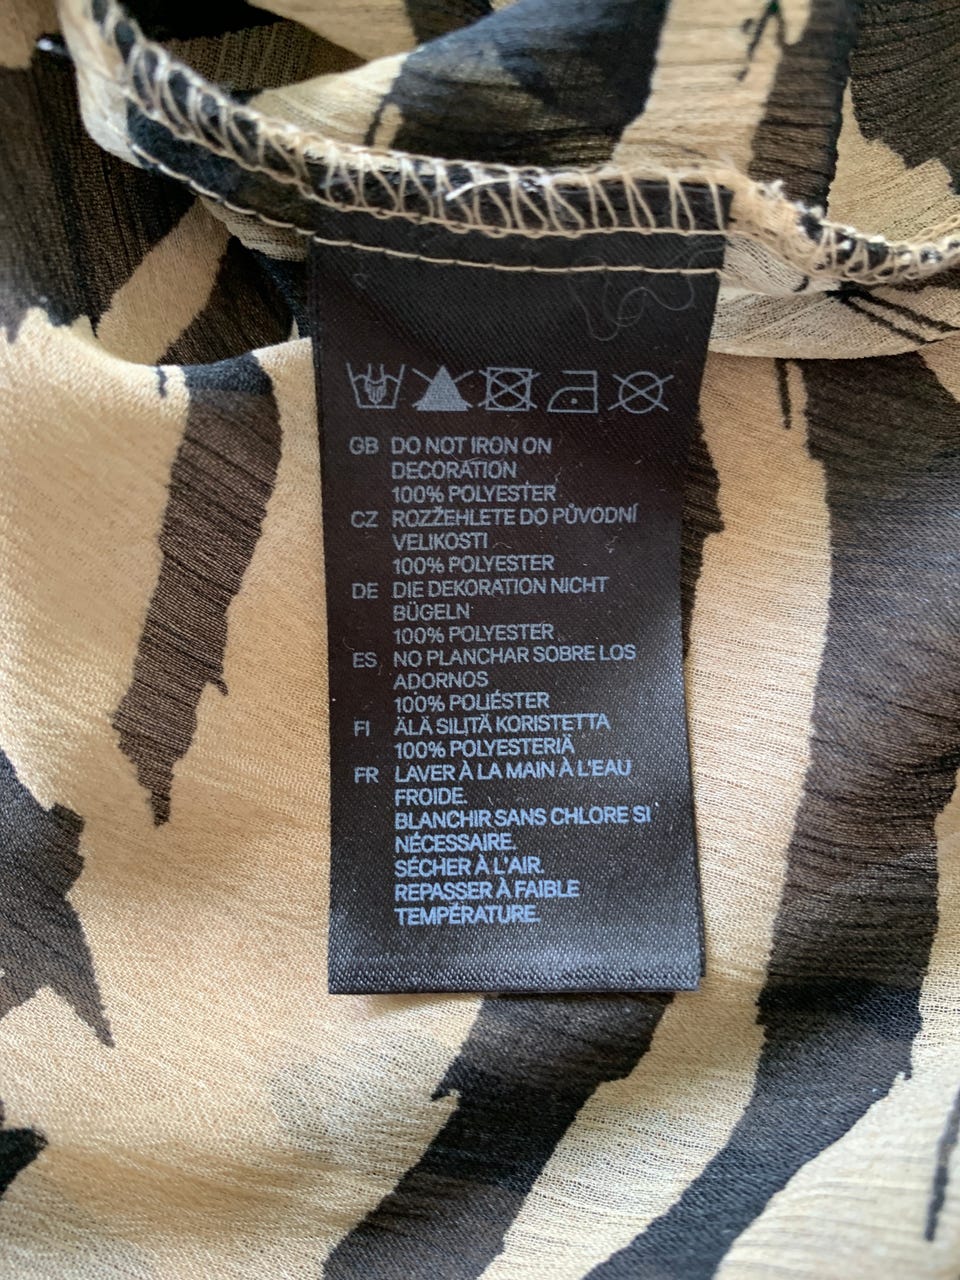 GB DO NOT IRON ON
DECORATION
100% POLYESTER
CZ ROZŽEHLETE DO PŮVODNÍ
VELIKOSTI
100% POLYESTER
DE DIE DEKORATION NICHT
BÜGELN
100% POLYESTER
ES NO PLANCHAR SOBRE LOS
ADORNOS
100% POLIÉSTER
FI ÄLÄ SILITÄ KORISTETTA
100% POLYESTERIÄ
FR LAVER À LA MAIN À L'EAU
FROIDE.
BLANCHIR SANS CHLORE SI
NÉCESSAIRE.
SÉCHER À L'AIR.
REPASSER À FAIBLE
TEMPÉRATURE.